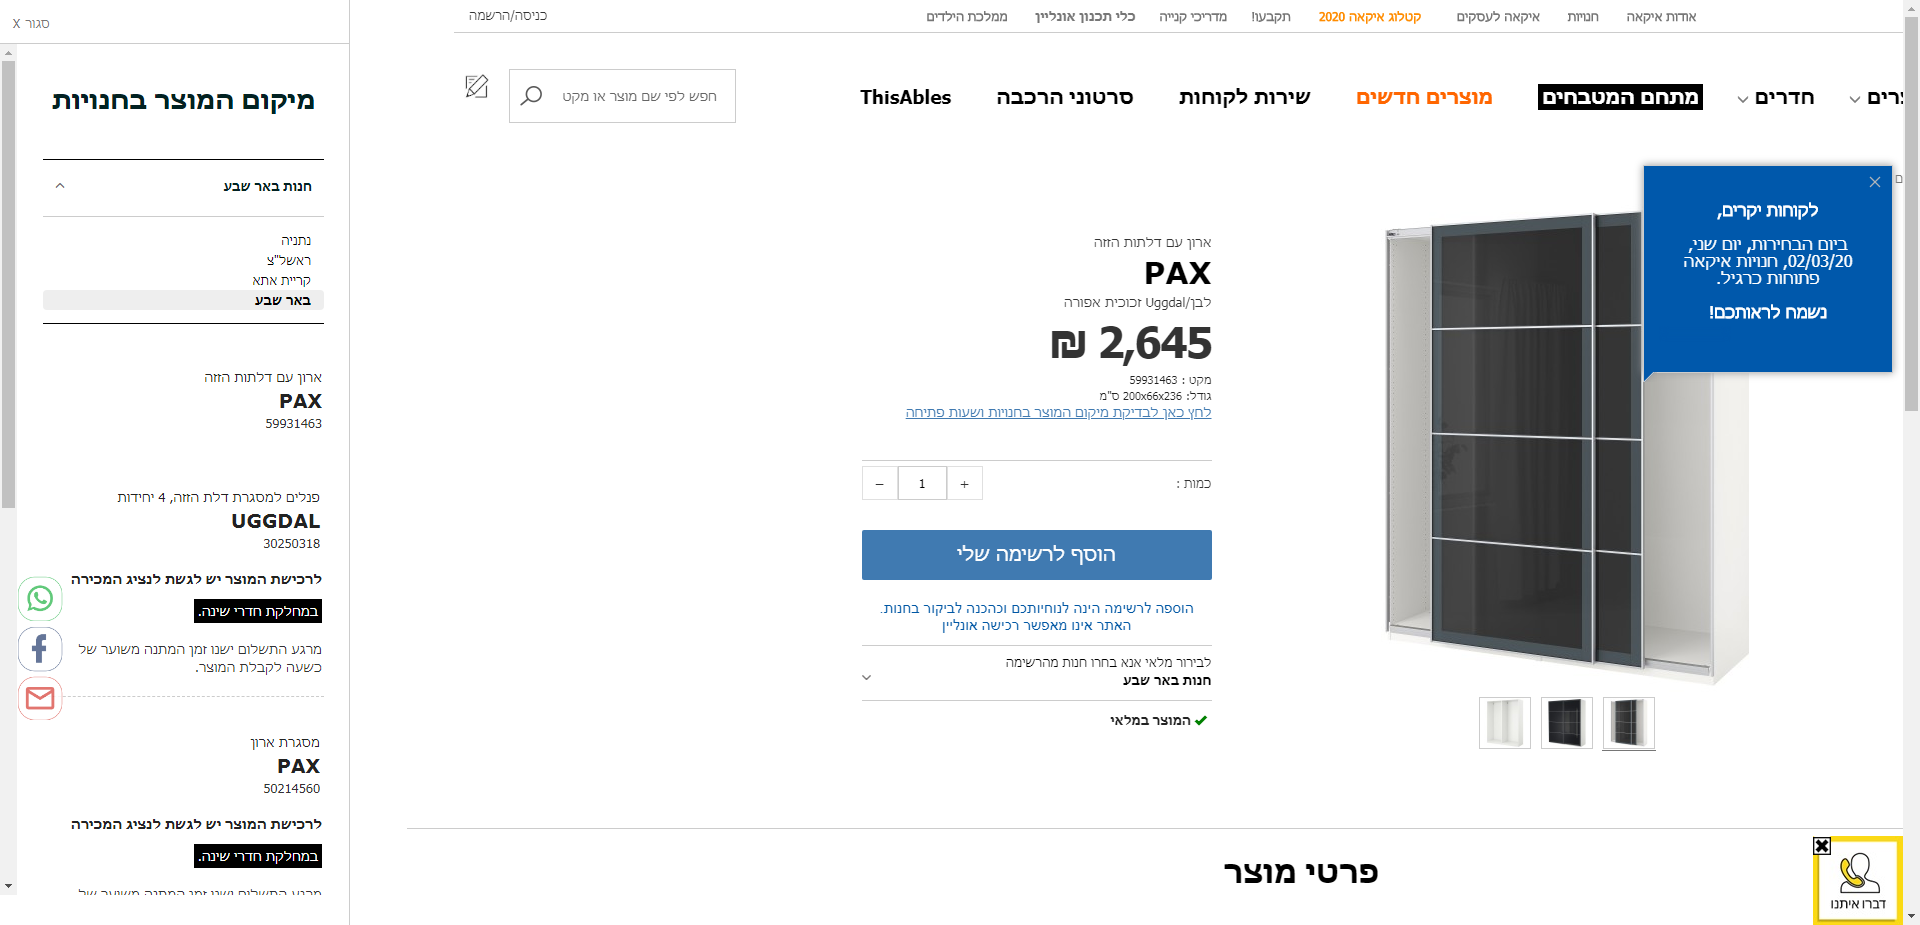 אודות איקאה
חנויות
איקאה לעסקים
קטלוג איקאה 2020
תקבעו!
מדריכי קנייה
כלי תכנון אונליין
ממלכת הילדים
כניסה/הרשמה
חדרים
מתחם המטבחים
מוצרים חדשים
שירות לקוחות
סרטוני הרכבה
ThisAbles
חפש לפי שם מוצר או מקט
לקוחות יקרים,
ביום הבחירות, יום שני,
02/03/20, חנויות איקאה
פתוחות כרגיל.
נשמח לראותכם!
ארון עם דלתות הזזה
PAX
לבן/Uggdal זכוכית אפורה
2,645 ₪
מקט : 59931463
גודל: 200x66x236 ס"מ
לחץ כאן לבדיקת מיקום המוצר בחנויות ושעות פתיחה
כמות :
+ 1 −
הוסף לרשימה שלי
הוספה לרשימה הינה לנוחיותכם וכהכנה לביקור בחנות.
האתר אינו מאפשר רכישה אונליין
לבירור מלאי אנא בחרו חנות מהרשימה
חנות באר שבע
המוצר במלאי
פרטי מוצר
דברו איתנו
סגור X
מיקום המוצר בחנויות
חנות באר שבע
נתניה
ראשל"צ
קריית אתא
באר שבע
ארון עם דלתות הזזה
PAX
59931463
פנלים למסגרת דלת הזזה, 4 יחידות
UGGDAL
30250318
לרכישת המוצר יש לגשת לנציג המכירה
במחלקת חדרי שינה.
מרגע התשלום ישנו זמן המתנה משוער של
כשעה לקבלת המוצר.
מסגרת ארון
PAX
50214560
לרכישת המוצר יש לגשת לנציג המכירה
במחלקת חדרי שינה.
מרגע התשלום ישנו זמן המתנה משוער של